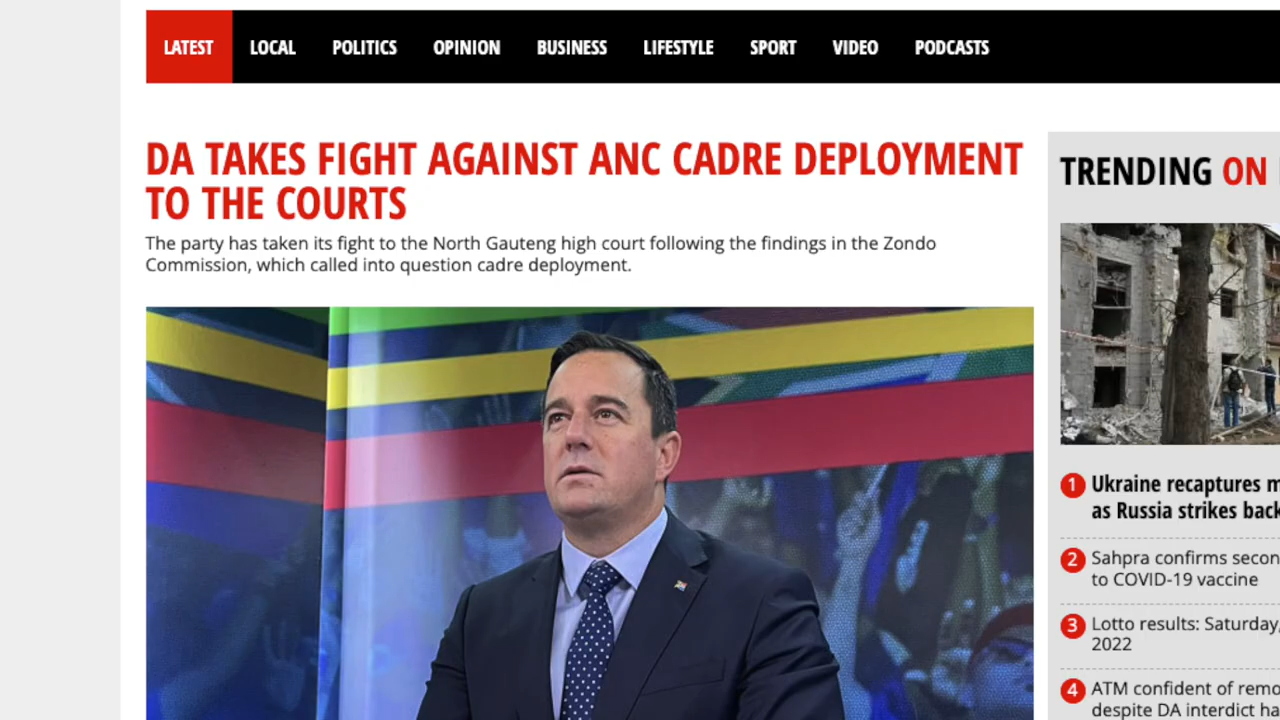 LATEST LOCAL POLITICS OPINION BUSINESS LIFESTYLE SPORT VIDEO PODCASTS
DA TAKES FIGHT AGAINST ANC CADRE DEPLOYMENT
TO THE COURTS
The party has taken its fight to the North Gauteng high court following the findings in the Zondo
Commission, which called into question cadre deployment.
TRENDING ON
1 Ukraine recaptures
as Russia strikes back
2 Sahpra confirms
to COVID-19 vaccine
3 Lotto results: Saturday,
2022
4 ATM confident of
despite DA interdict